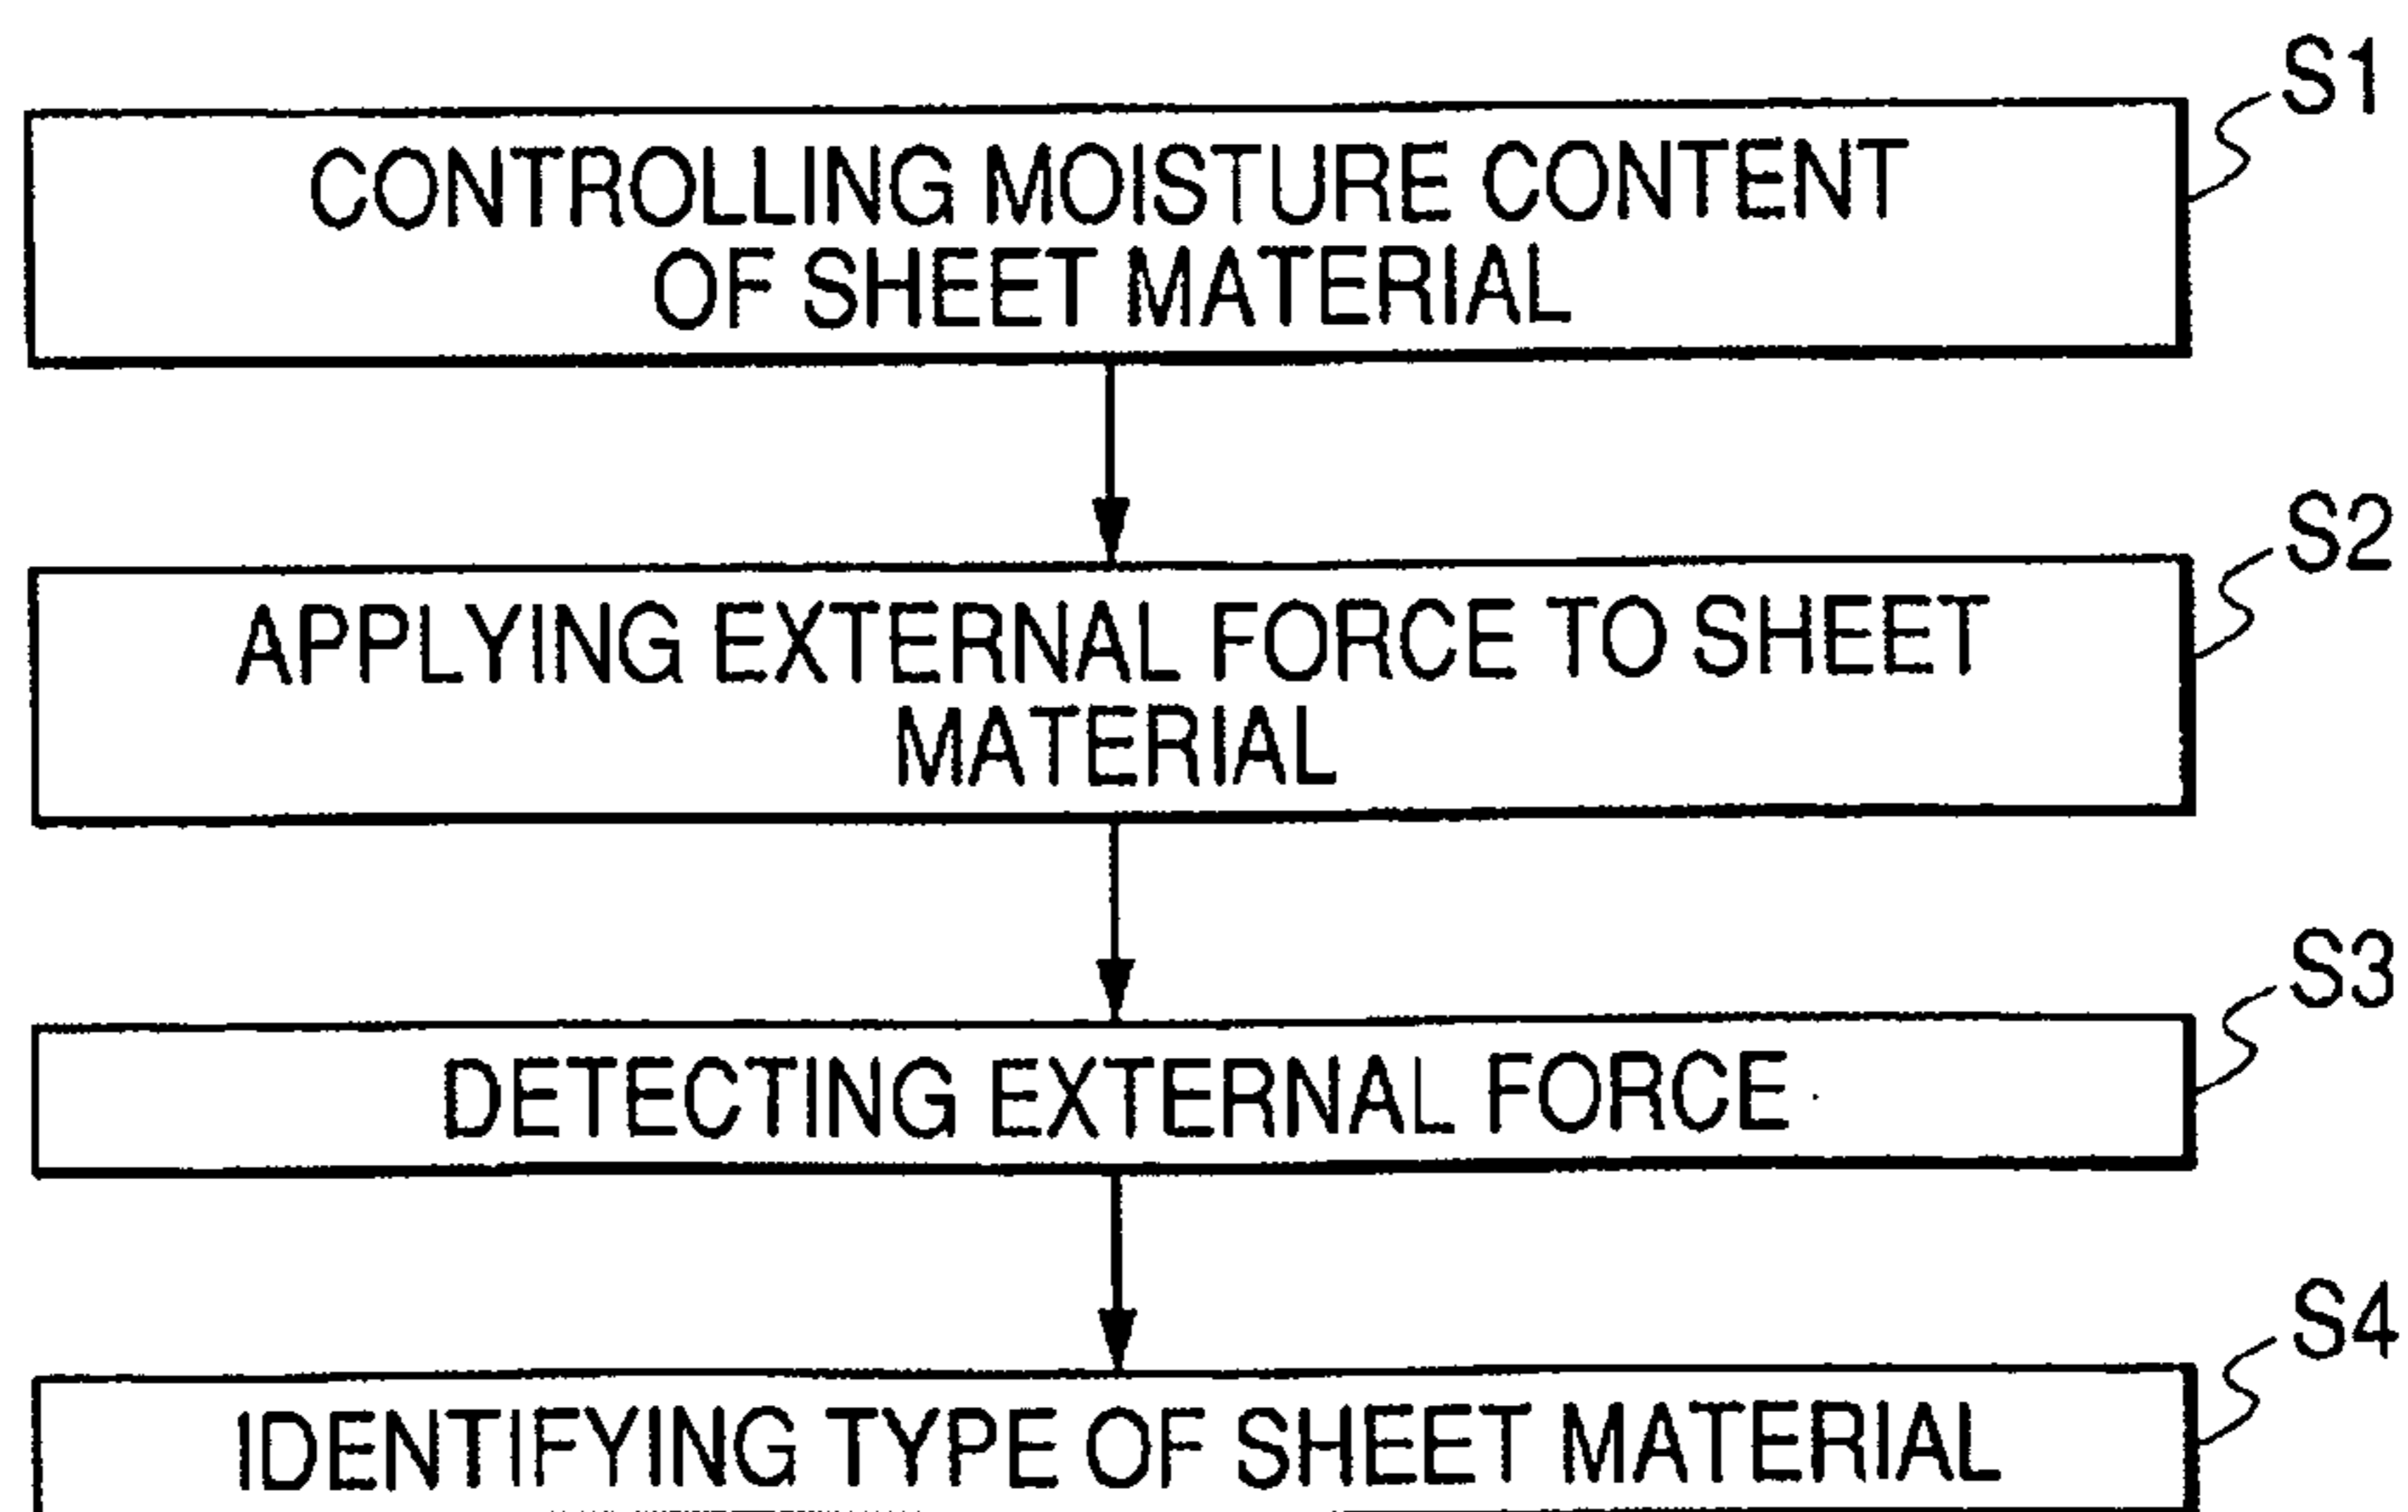 S1
CONTROLLING MOISTURE CONTENT
OF SHEET MATERIAL
S2
APPLYING EXTERNAL FORCE TO SHEET
MATERIAL
S3
DETECTING EXTERNAL FORCE
S4
IDENTIFYING TYPE OF SHEET MATERIAL